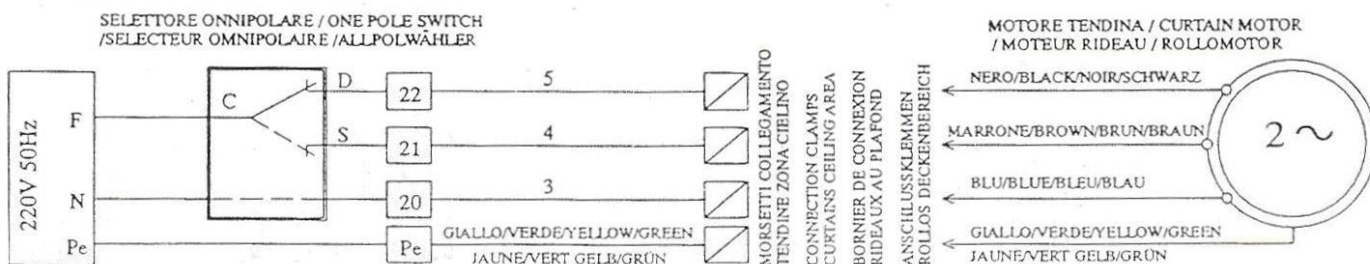 SELETTORE ONNIPOLARE / ONE POLE SWITCH
/SELECTEUR OMNIPOLAIRE /ALLPOLWÄHLER
MOTORE TENDINA / CURTAIN MOTOR
/ MOTEUR RIDEAU / ROLLOMOTOR
220V 50Hz
F
N
Pe
C
D
S
22
21
20
Pe
5
4
3
GIALLO/VERDE/YELLOW/GREEN
JAUNE/VERT GELB/GRÜN
MORSETTI COLLEGAMENTO
TENDINE ZONA CIELINO
CONNECTION CLAMPS
CURTAINS CEILING AREA
BORNIER DE CONNEXION
RIDEAUX AU PLAFOND
ANSCHLUSSKLEMMEN
ROLLOS DECKENBEREICH
NERO/BLACK/NOIR/SCHWARZ
MARRONE/BROWN/BRUN/BRAUN
BLU/BLUE/BLEU/BLAU
GIALLO/VERDE/YELLOW/GREEN
JAUNE/VERT GELB/GRÜN
2 ~